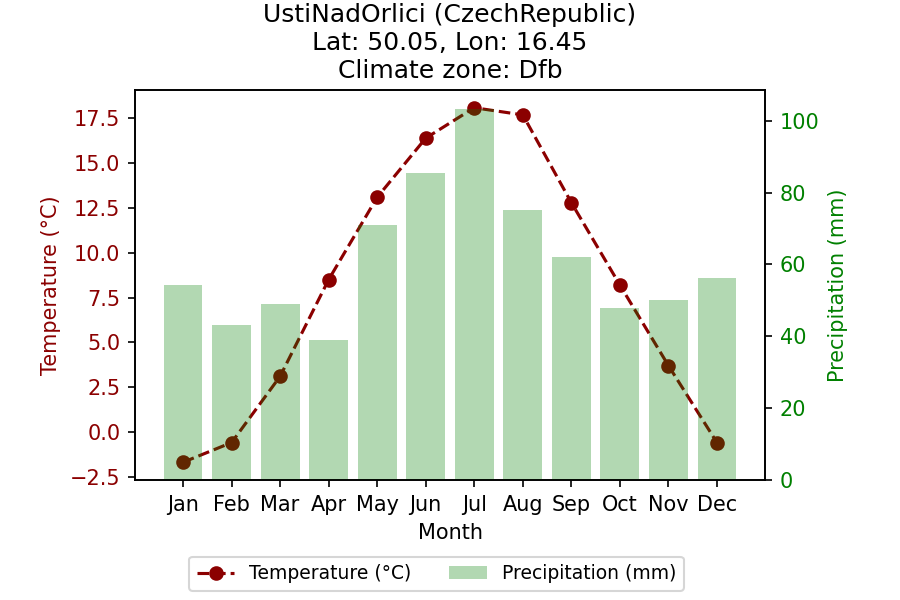 UstiNadOrlici (CzechRepublic)
Lat: 50.05, Lon: 16.45
Climate zone: Dfb
Temperature (°C)
17.5
15.0
12.5
10.0
7.5
5.0
2.5
0.0
−2.5
100
80
60
40
20
0
Precipitation (mm)
Jan Feb Mar Apr May Jun Jul Aug Sep Oct Nov Dec
Month
Temperature (°C) Precipitation (mm)